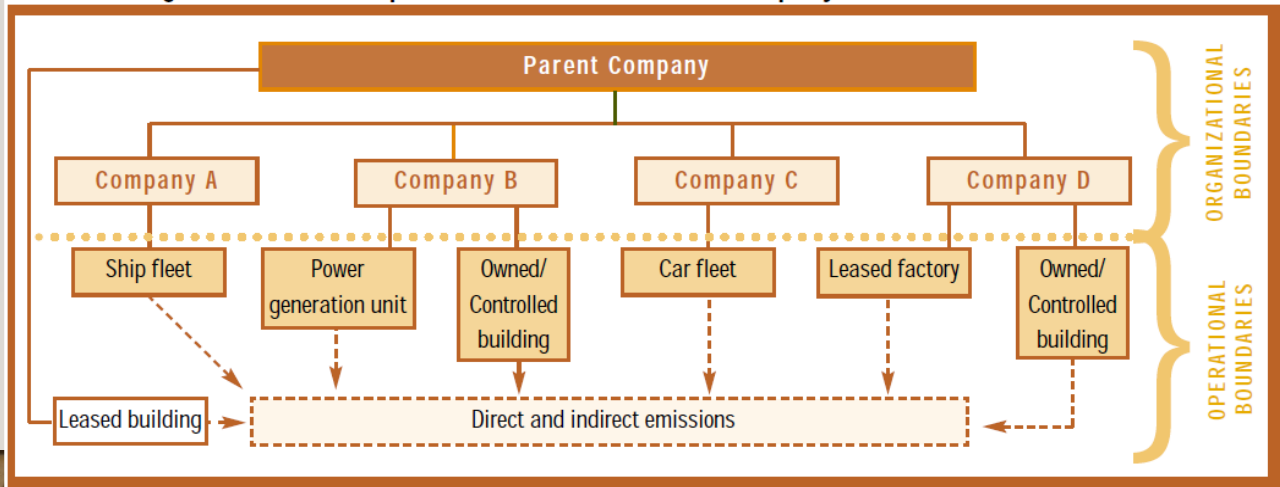 Parent Company
ORGANIZATIONAL
BOUNDARIES
Company A
Company B
Company C
Company D
Ship fleet
Power
generation unit
Owned/
Controlled
building
Car fleet
Leased factory
Owned/
Controlled
building
OPERATIONAL
BOUNDARIES
Leased building
Direct and indirect emissions